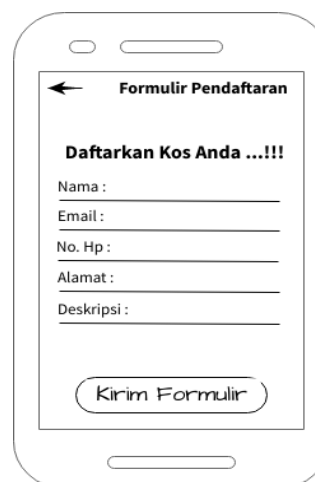 Formulir Pendaftaran
Daftarkan Kos Anda ...!!!
Nama :
Email :
No. Hp :
Alamat :
Deskripsi :
Kirim Formulir